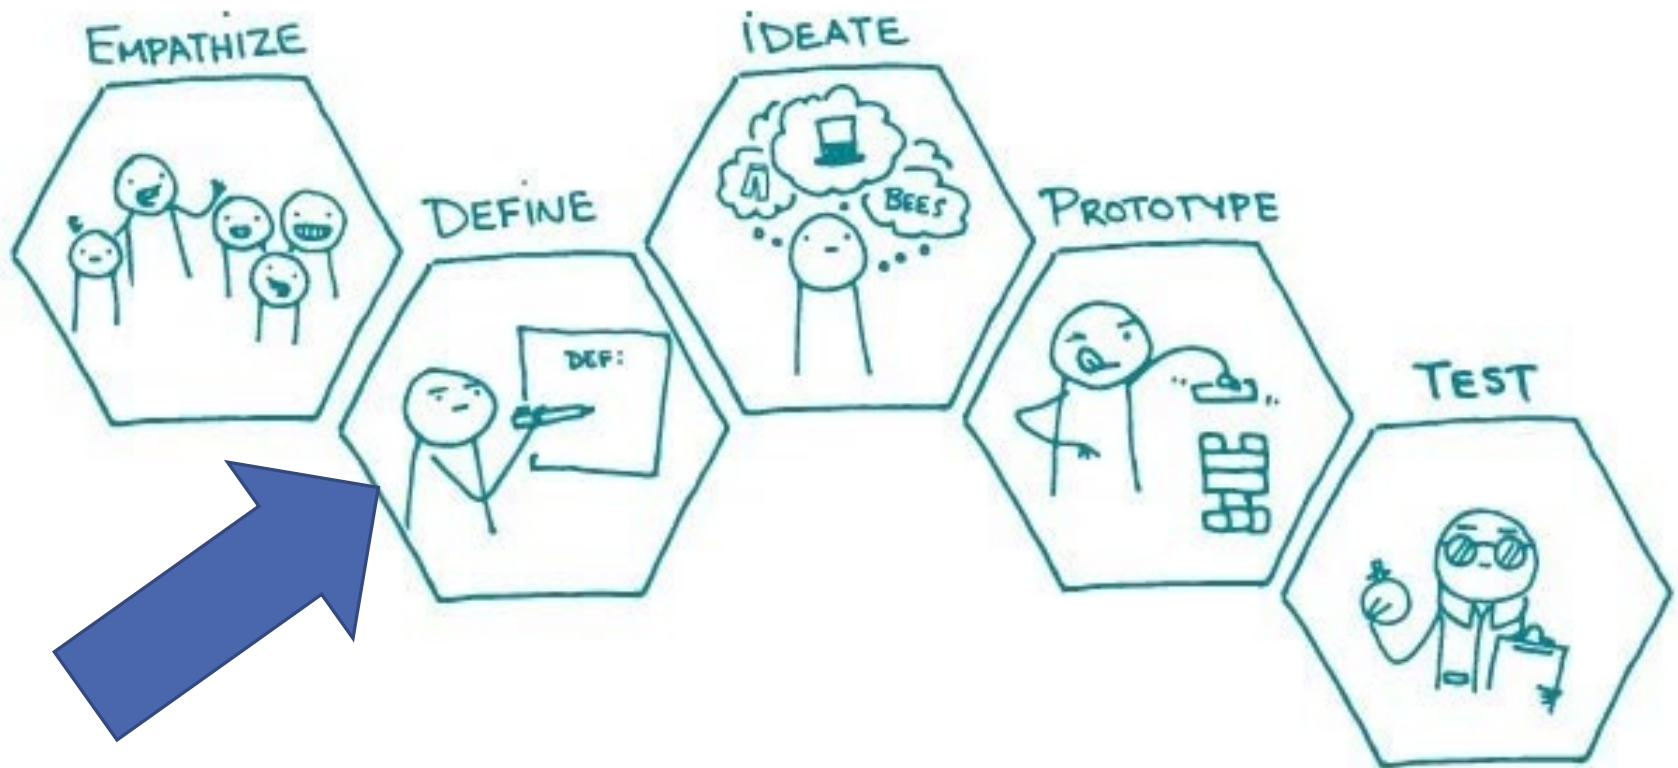 EMPATHIZE
DEFINE
DEF:
IDEATE
BEES
PROTOTYPE
TEST